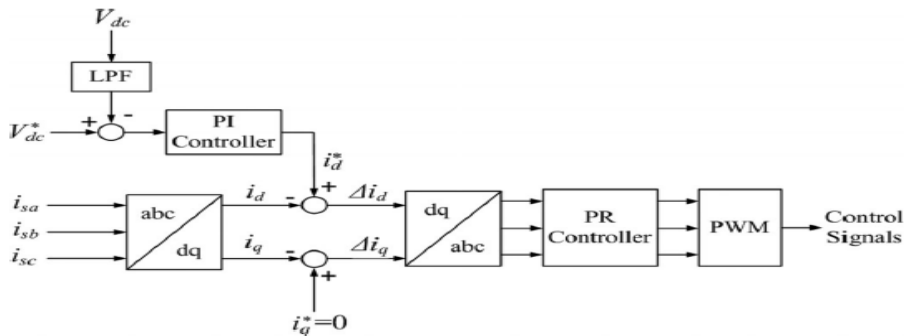 V_dc
LPF
+ -
V*_dc
PI
Controller
i*_d
i_sa
i_sb
i_sc
abc
dq
i_d
i_q
- +
- +
Δi_d
Δi_q
dq
abc
PR
Controller
PWM
Control
Signals
i*_q=0